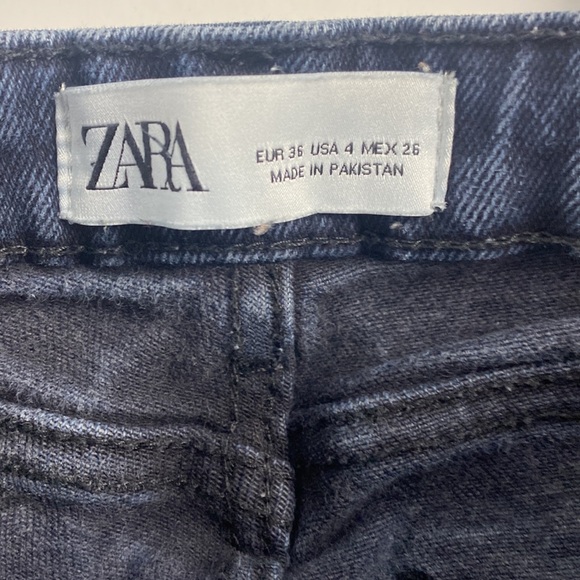 ZARA
EUR 36 USA 4 MEX 26
MADE IN PAKISTAN